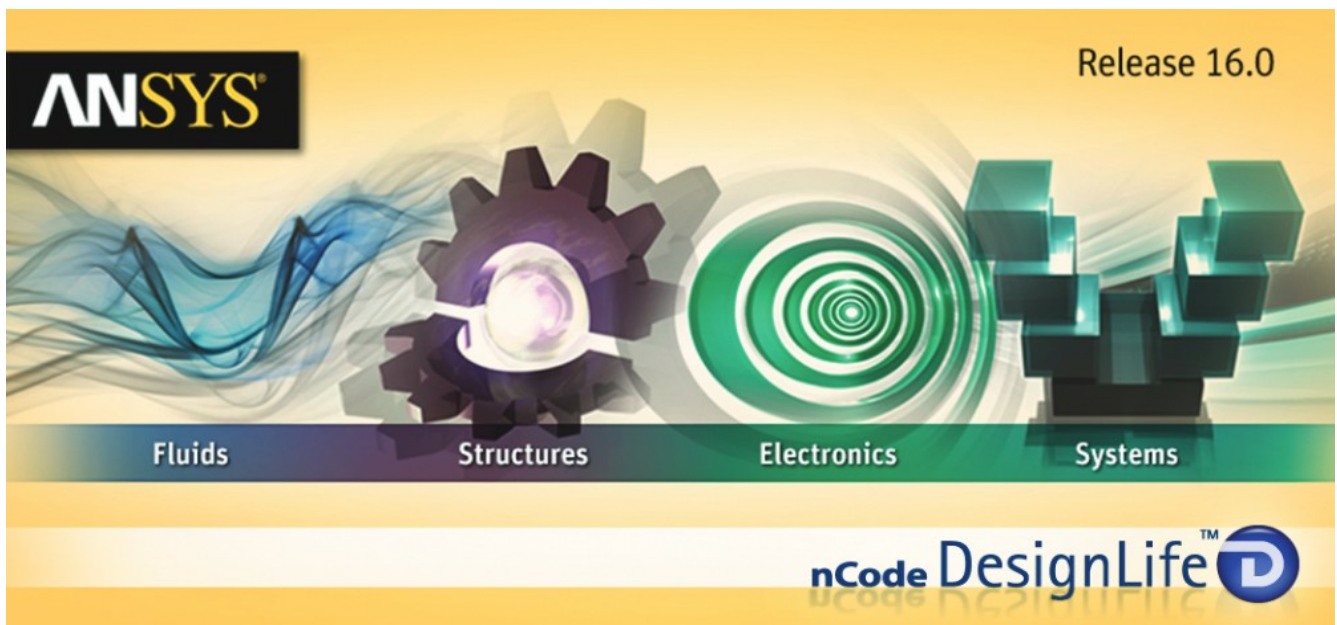 ANSYS®
Release 16.0
Fluids
Structures
Electronics
Systems
nCode DesignLife™